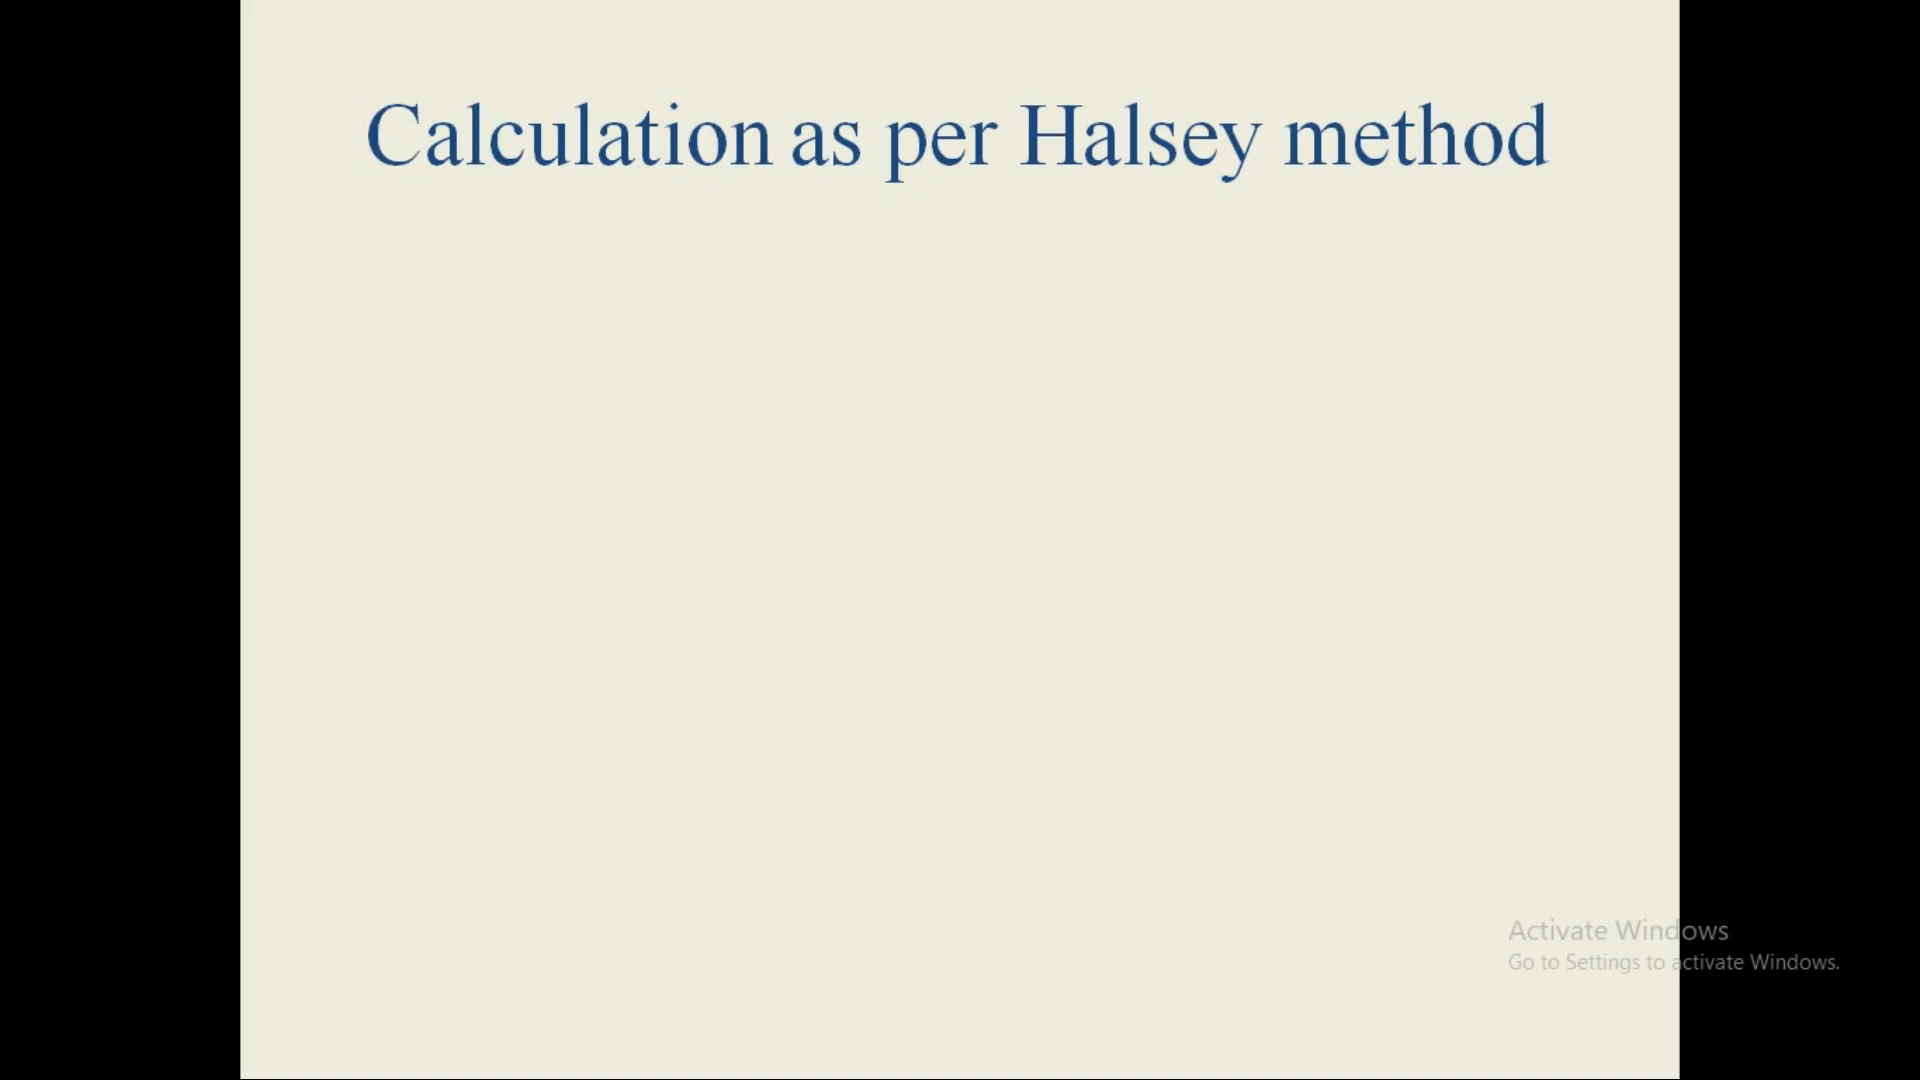 Calculation as per Halsey method
Activate Windows
Go to Settings to activate Windows.